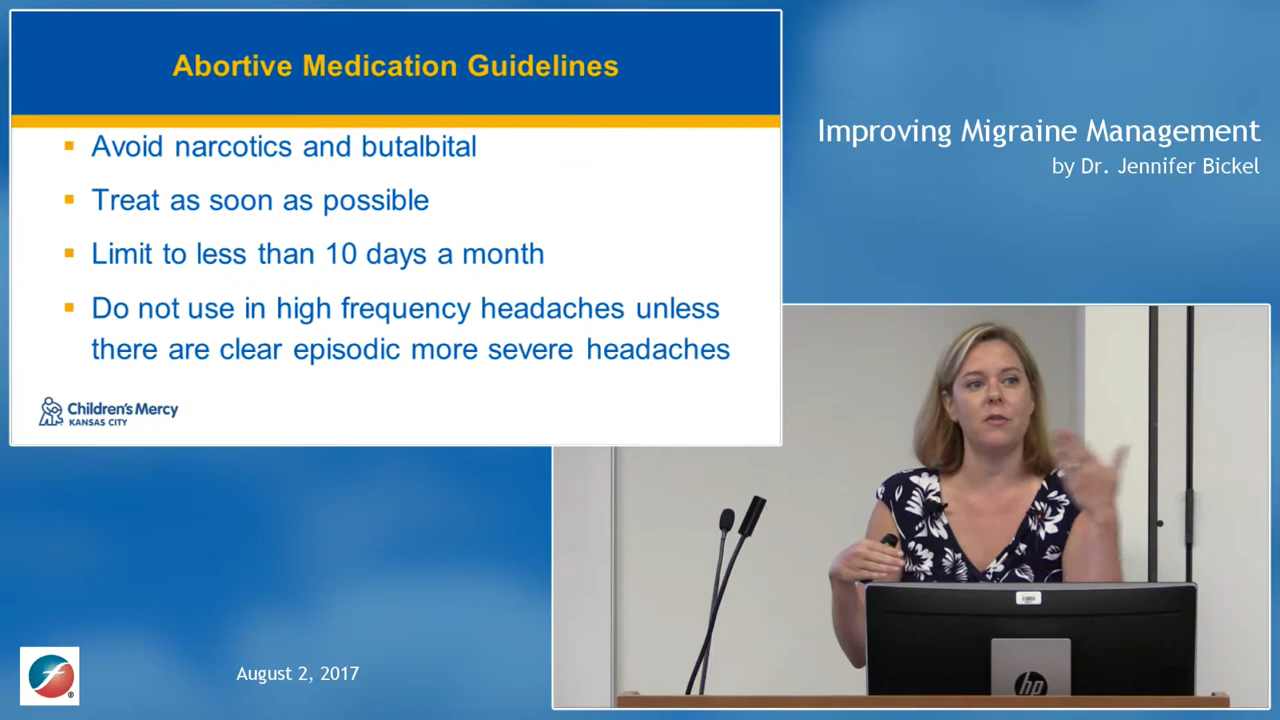 Abortive Medication Guidelines
▪ Avoid narcotics and butalbital
▪ Treat as soon as possible
▪ Limit to less than 10 days a month
▪ Do not use in high frequency headaches unless
there are clear episodic more severe headaches
Children's Mercy
KANSAS CITY
Improving Migraine Management
by Dr. Jennifer Bickel
hp
August 2, 2017
f
®